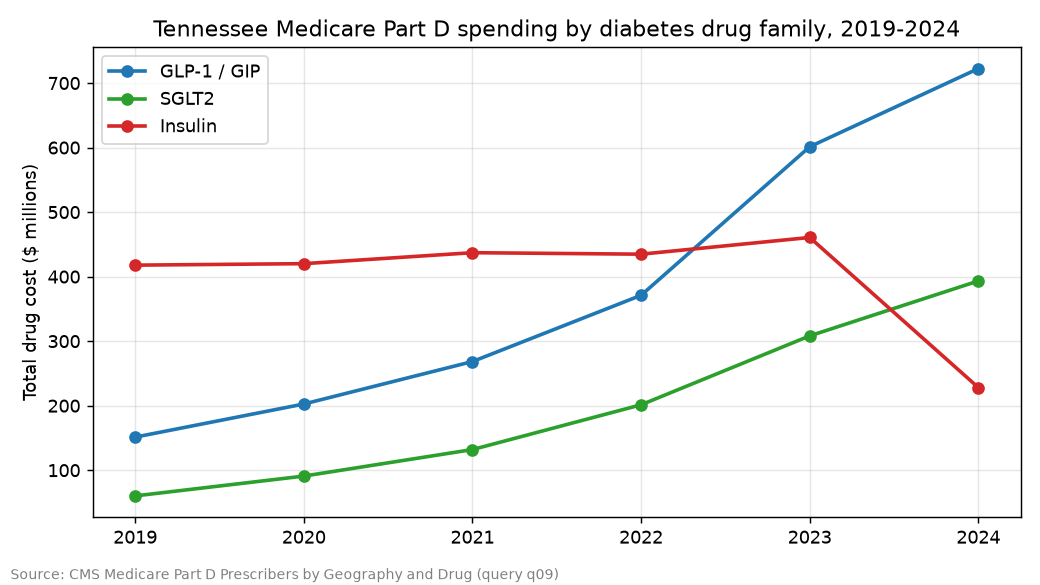 Tennessee Medicare Part D spending by diabetes drug family, 2019-2024
GLP-1 / GIP
SGLT2
Insulin
Total drug cost ($ millions)
700
600
500
400
300
200
100
2019 2020 2021 2022 2023 2024
Source: CMS Medicare Part D Prescribers by Geography and Drug (query q09)